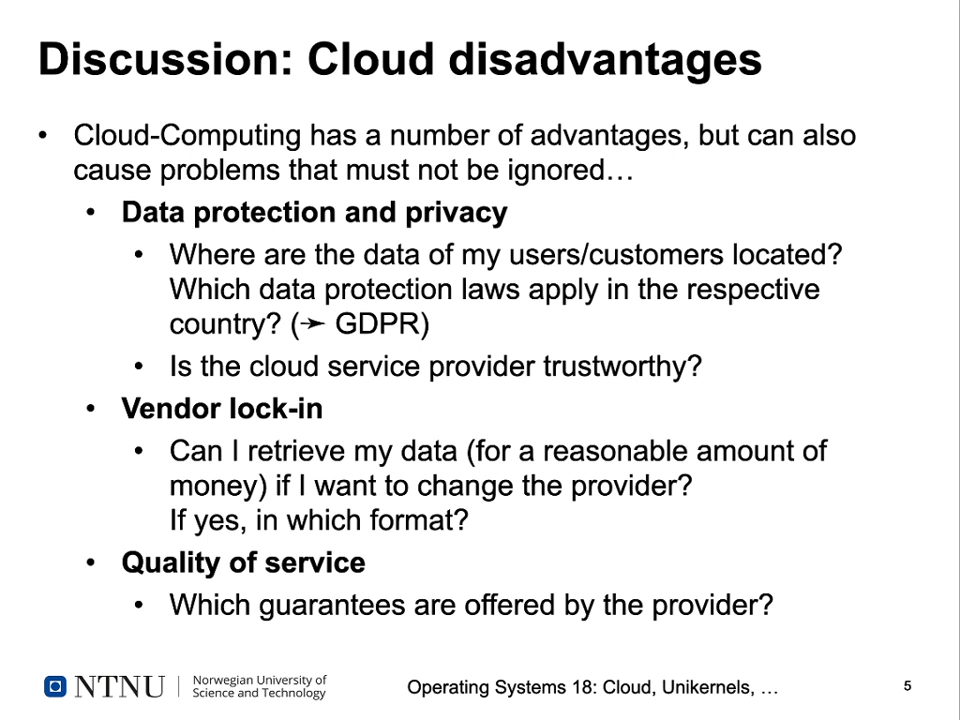 Discussion: Cloud disadvantages
• Cloud-Computing has a number of advantages, but can also
cause problems that must not be ignored…
• Data protection and privacy
• Where are the data of my users/customers located?
Which data protection laws apply in the respective
country? (➛ GDPR)
• Is the cloud service provider trustworthy?
• Vendor lock-in
• Can I retrieve my data (for a reasonable amount of
money) if I want to change the provider?
If yes, in which format?
• Quality of service
• Which guarantees are offered by the provider?
NTNU
Norwegian University of
Science and Technology
Operating Systems 18: Cloud, Unikernels, …
5